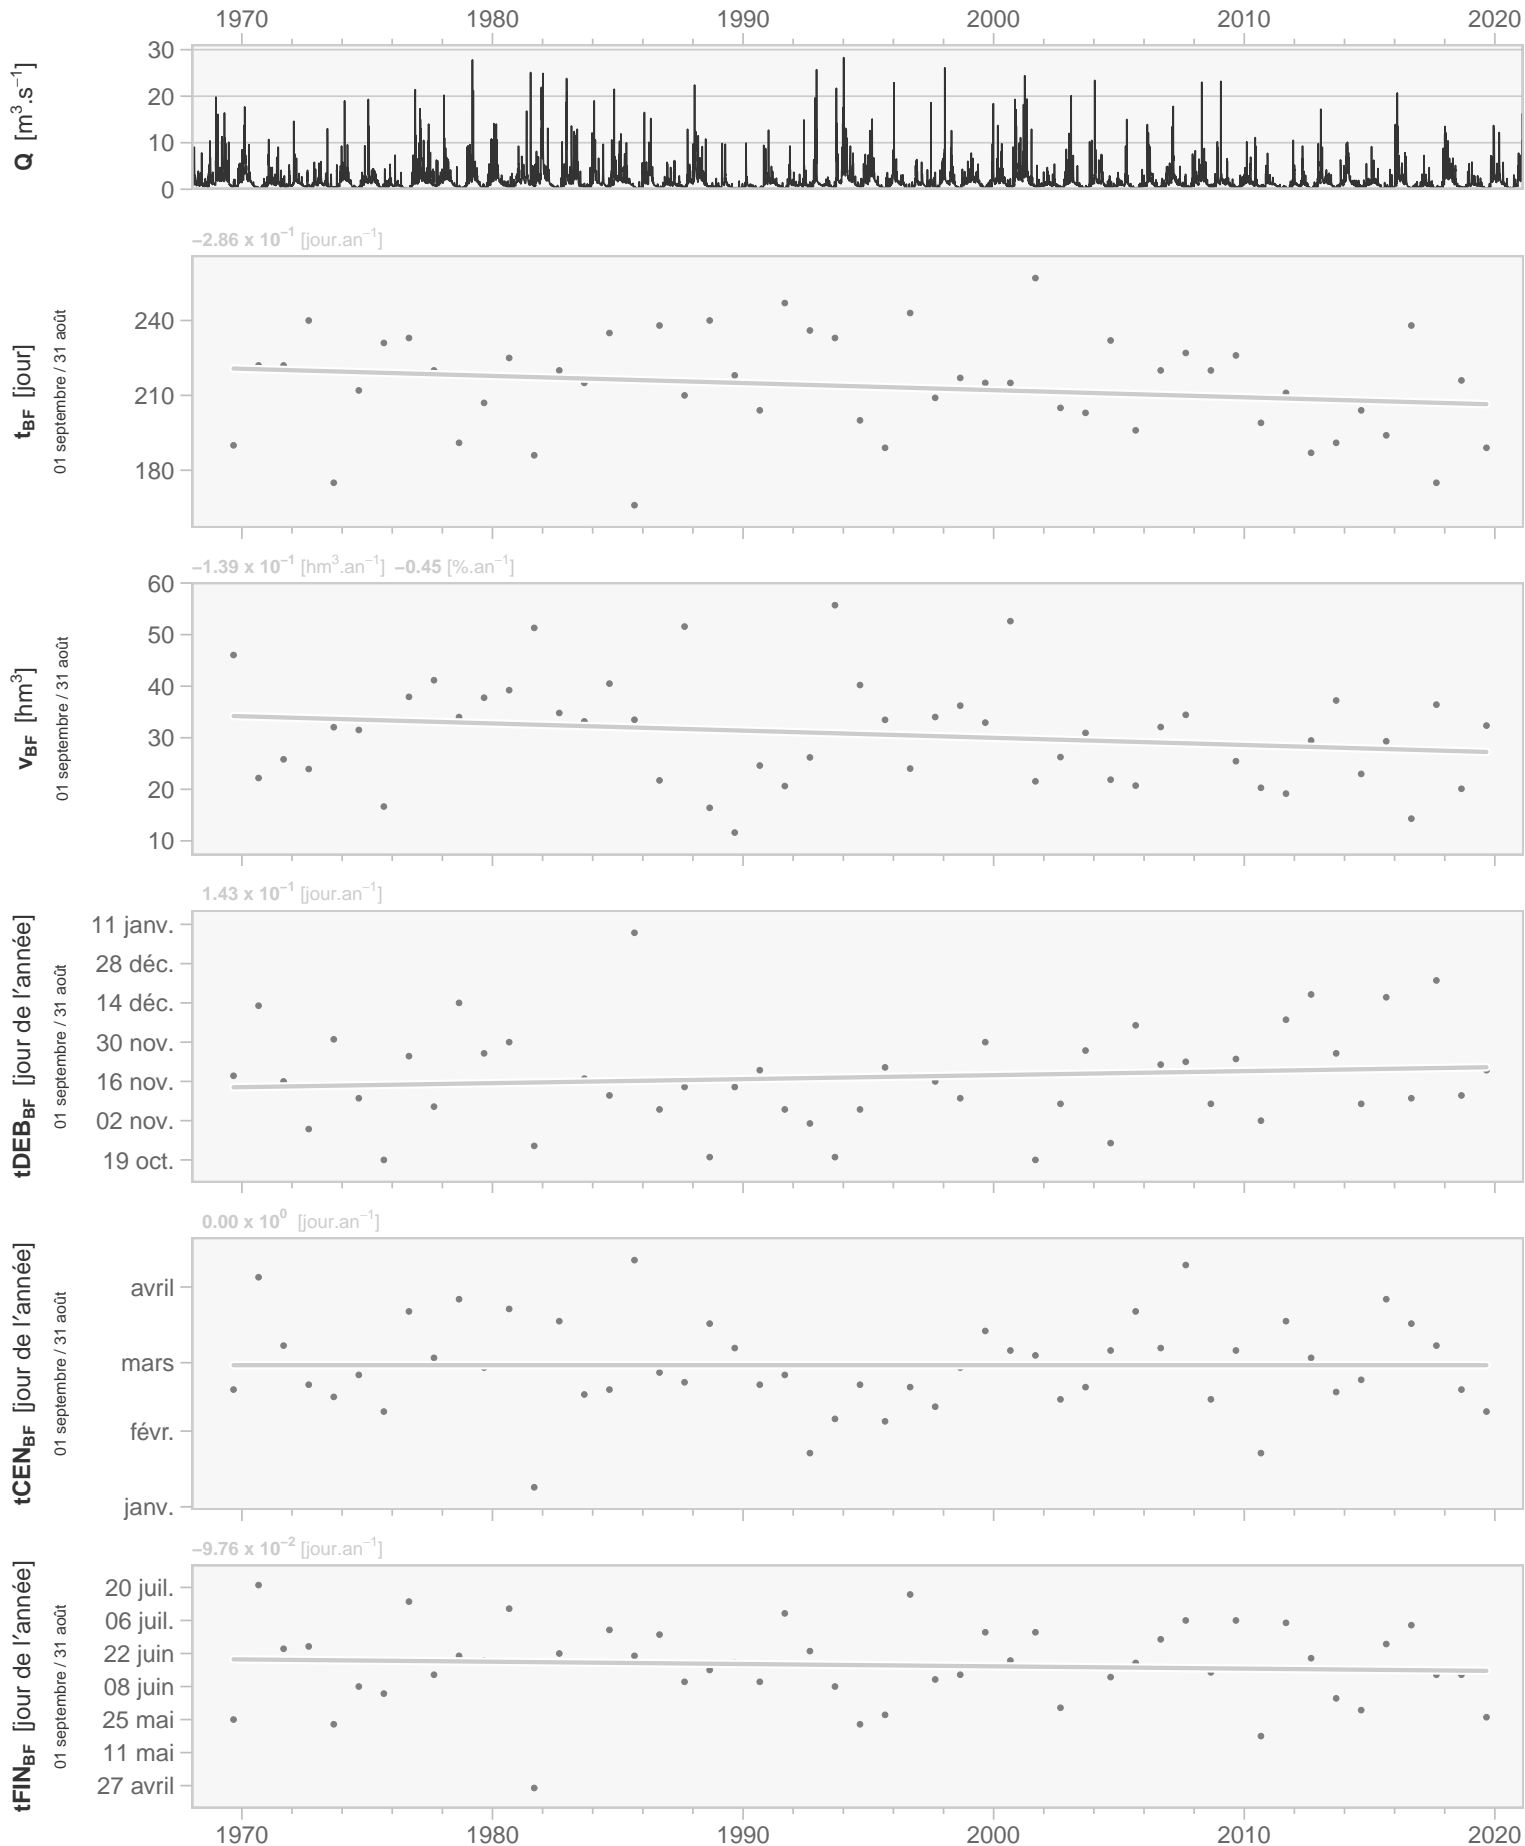 1970 1980 1990 2000 2010 2020
Q [m³.s⁻¹]
30
20
10
0
−2.86 x 10⁻¹ [jour.an⁻¹]
tBF [jour]
01 septembre / 31 août
240
210
180
−1.39 x 10⁻¹ [hm³.an⁻¹] −0.45 [%.an⁻¹]
vBF [hm³]
01 septembre / 31 août
60
50
40
30
20
10
1.43 x 10⁻¹ [jour.an⁻¹]
tDEBBF [jour de l'année]
01 septembre / 31 août
11 janv.
28 déc.
14 déc.
30 nov.
16 nov.
02 nov.
19 oct.
0.00 x 10⁰ [jour.an⁻¹]
tCENBF [jour de l'année]
01 septembre / 31 août
avril
mars
févr.
janv.
−9.76 x 10⁻² [jour.an⁻¹]
tFINBF [jour de l'année]
01 septembre / 31 août
20 juil.
06 juil.
22 juin
08 juin
25 mai
11 mai
27 avril
1970 1980 1990 2000 2010 2020